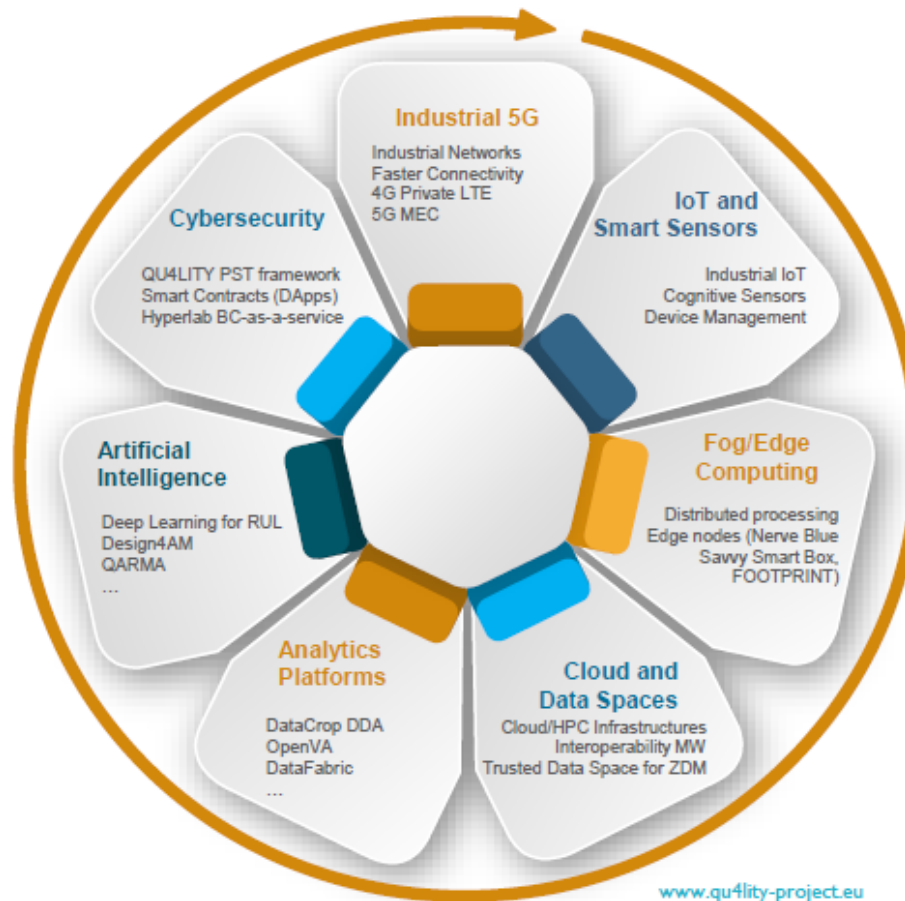 Industrial 5G
Industrial Networks
Faster Connectivity
4G Private LTE
5G MEC
IoT and
Smart Sensors
Industrial IoT
Cognitive Sensors
Device Management
Fog/Edge
Computing
Distributed processing
Edge nodes (Nerve Blue
Savvy Smart Box,
FOOTPRINT)
Cloud and
Data Spaces
Cloud/HPC Infrastructures
Interoperability MW
Trusted Data Space for ZDM
Analytics
Platforms
DataCrop DDA
OpenVA
DataFabric
...
Artificial
Intelligence
Deep Learning for RUL
Design4AM
QARMA
...
Cybersecurity
QU4LITY PST framework
Smart Contracts (DApps)
Hyperlab BC-as-a-service
www.qu4lity-project.eu